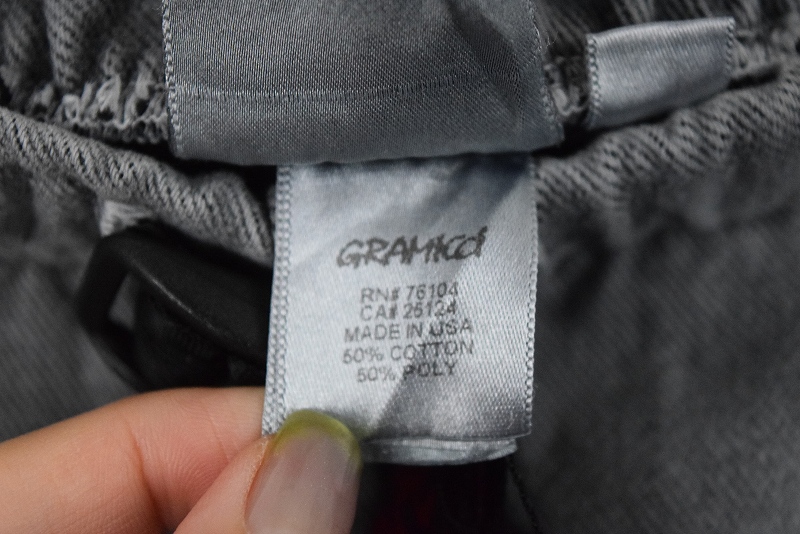 GRAMICCi
RN# 76104
CA# 25124
MADE IN USA
50% COTTON
50% POLY